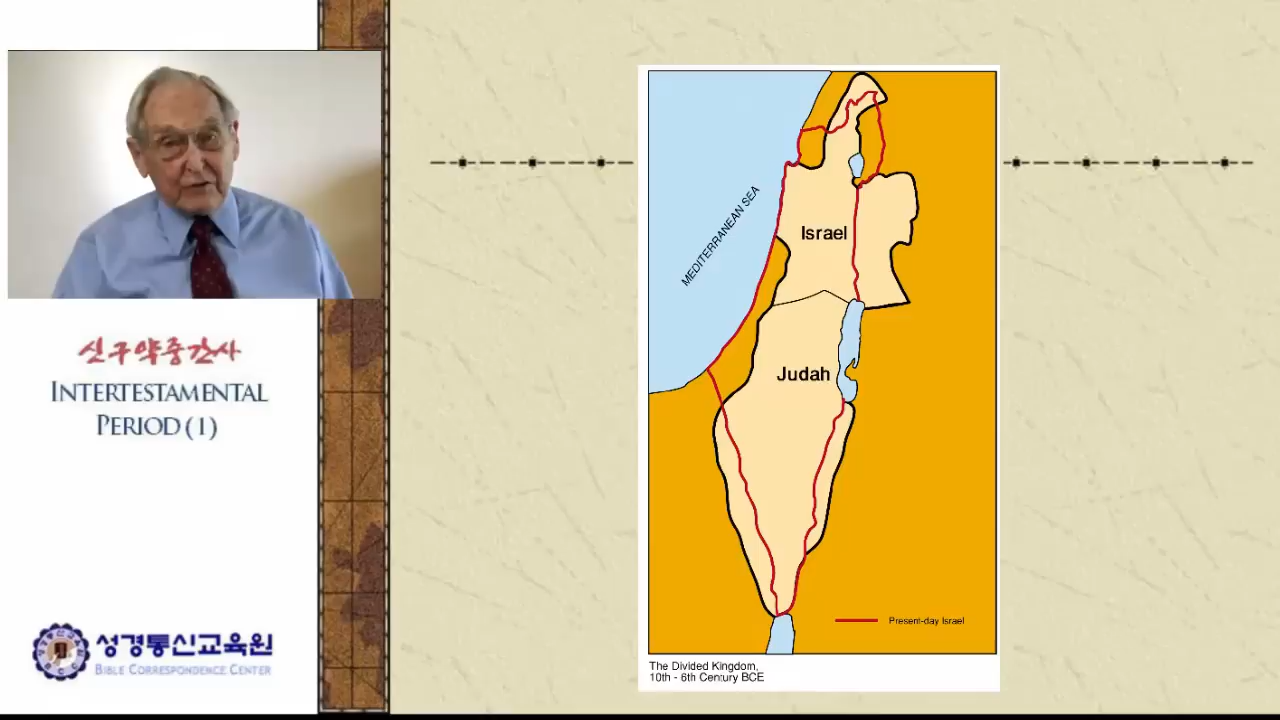 신구약중간사
INTERTESTAMENTAL
PERIOD (1)
성경통신교육원
BIBLE CORRESPONDENCE CENTER
MEDITERRANEAN SEA
Israel
Judah
Present-day Israel
The Divided Kingdom,
10th - 6th Century BCE